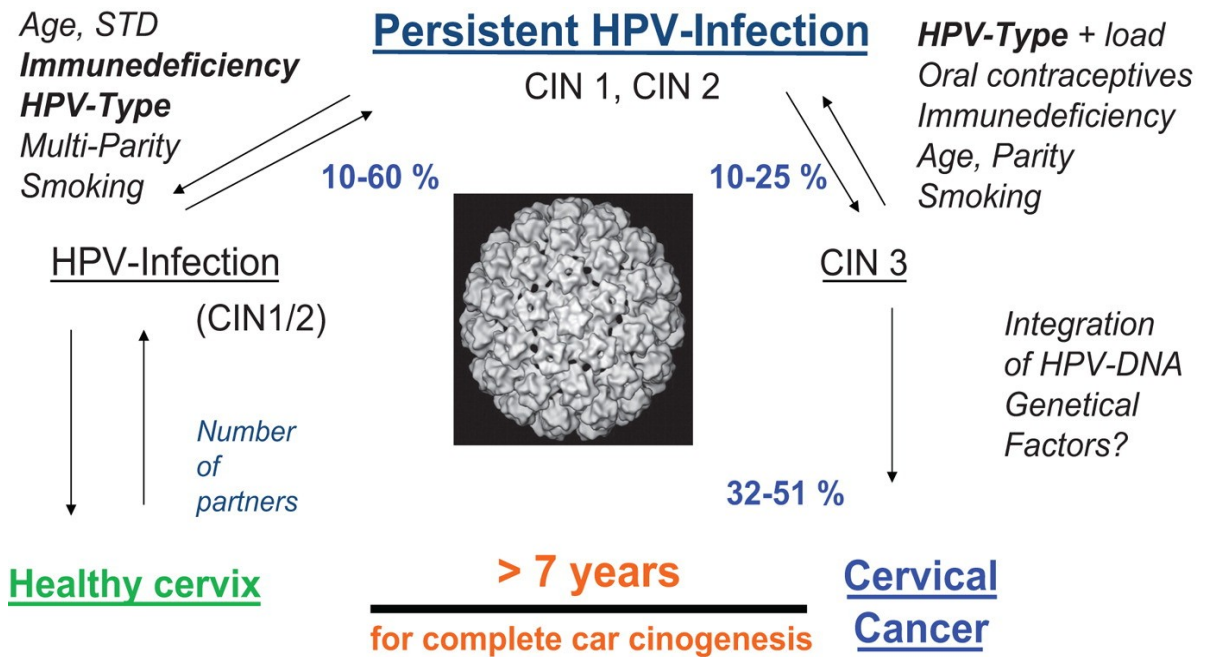 Age, STD
Immunedeficiency
HPV-Type
Multi-Parity
Smoking
Persistent HPV-Infection
CIN 1, CIN 2
HPV-Type + load
Oral contraceptives
Immunedeficiency
Age, Parity
Smoking
10-60 %
10-25 %
HPV-Infection
(CIN1/2)
CIN 3
Number
of
partners
Integration
of HPV-DNA
Genetical
Factors?
32-51 %
Healthy cervix
> 7 years
for complete car cinogenesis
Cervical
Cancer